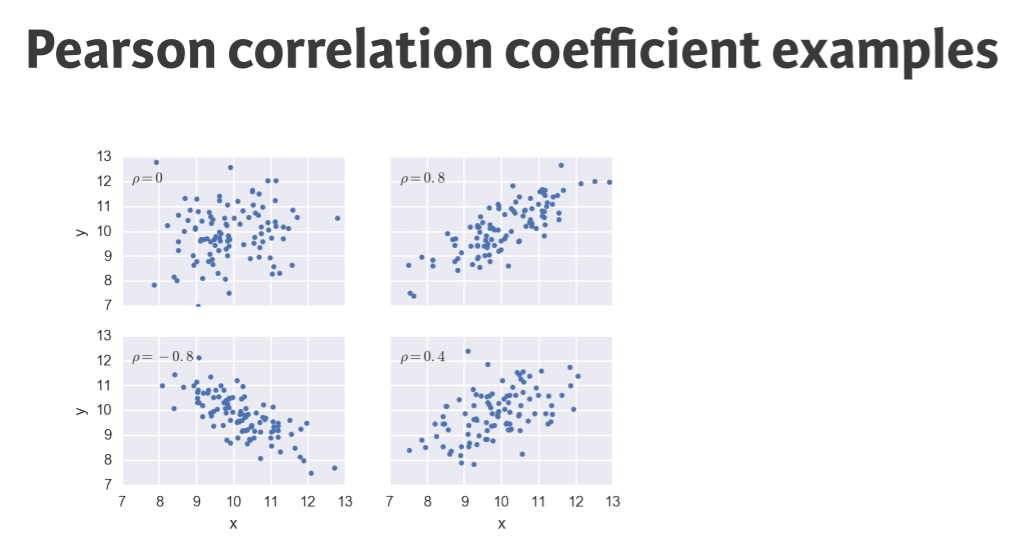 Pearson correlation coefficient examples
13
12
11
10
9
8
7
y
ρ = 0
ρ = 0.8
13
12
11
10
9
8
7
y
ρ = −0.8
ρ = 0.4
7 8 9 10 11 12 13
7 8 9 10 11 12 13
x
x